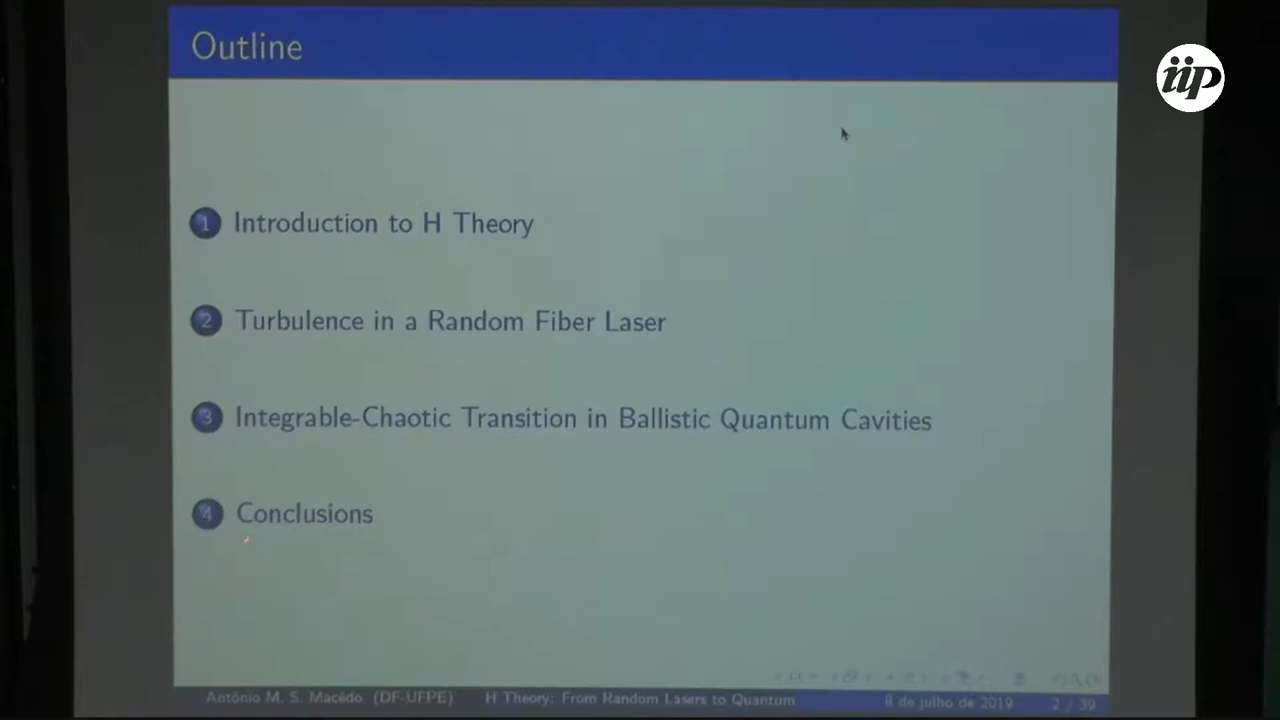 Outline
iip
1 Introduction to H Theory
2 Turbulence in a Random Fiber Laser
3 Integrable-Chaotic Transition in Ballistic Quantum Cavities
4 Conclusions
Antônio M. S. Macêdo (DF-UFPE) H Theory: From Random Lasers to Quantum 8 de julho de 2019 2 / 39